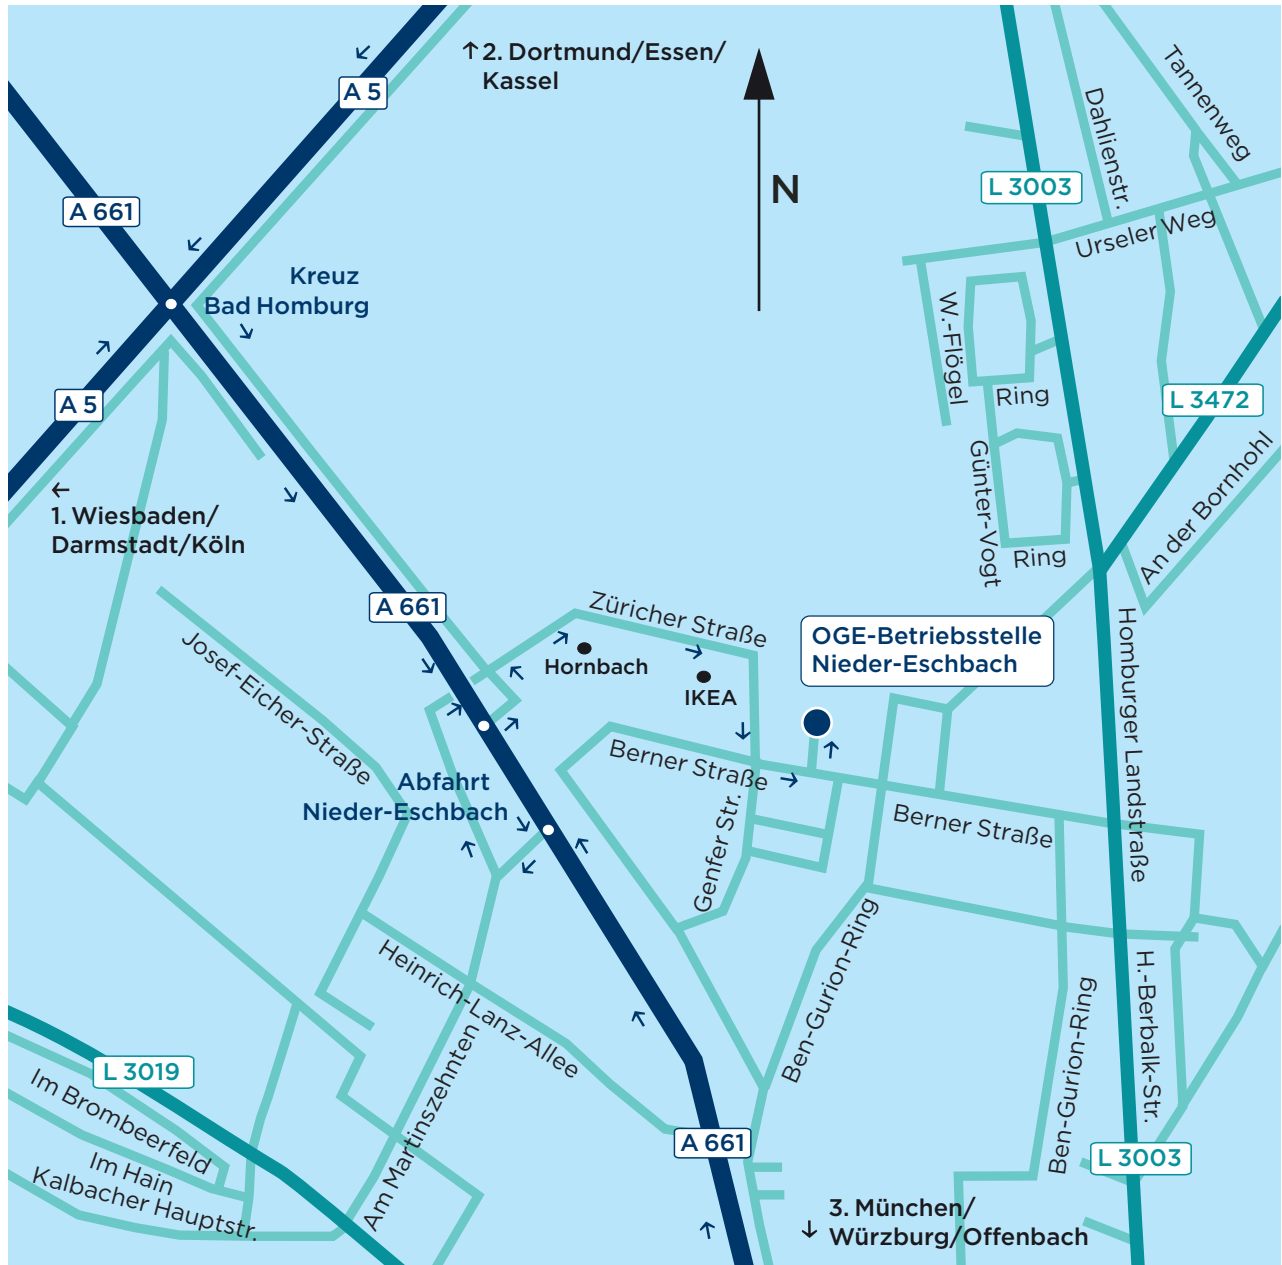 2. Dortmund/Essen/
Kassel
A 5
Tannenweg
Dahlienstr.
N
L 3003
A 661
Urseler Weg
Kreuz
Bad Homburg
W.-Flögel
Ring
L 3472
A 5
Günter-Vogt
An der Bornhohl
1. Wiesbaden/
Darmstadt/Köln
Ring
A 661
Züricher Straße
OGE-Betriebsstelle
Nieder-Eschbach
Hornbach
IKEA
Homburger Landstraße
Josef-Eicher-Straße
Berner Straße
Abfahrt
Nieder-Eschbach
Genfer Str.
Berner Straße
Ben-Gurion-Ring
Heinrich-Lanz-Allee
H.-Berbalk-Str.
Ben-Gurion-Ring
L 3019
Im Brombeerfeld
Am Martinszehnten
A 661
L 3003
Im Hain
Kalbacher Hauptstr.
3. München/
Würzburg/Offenbach